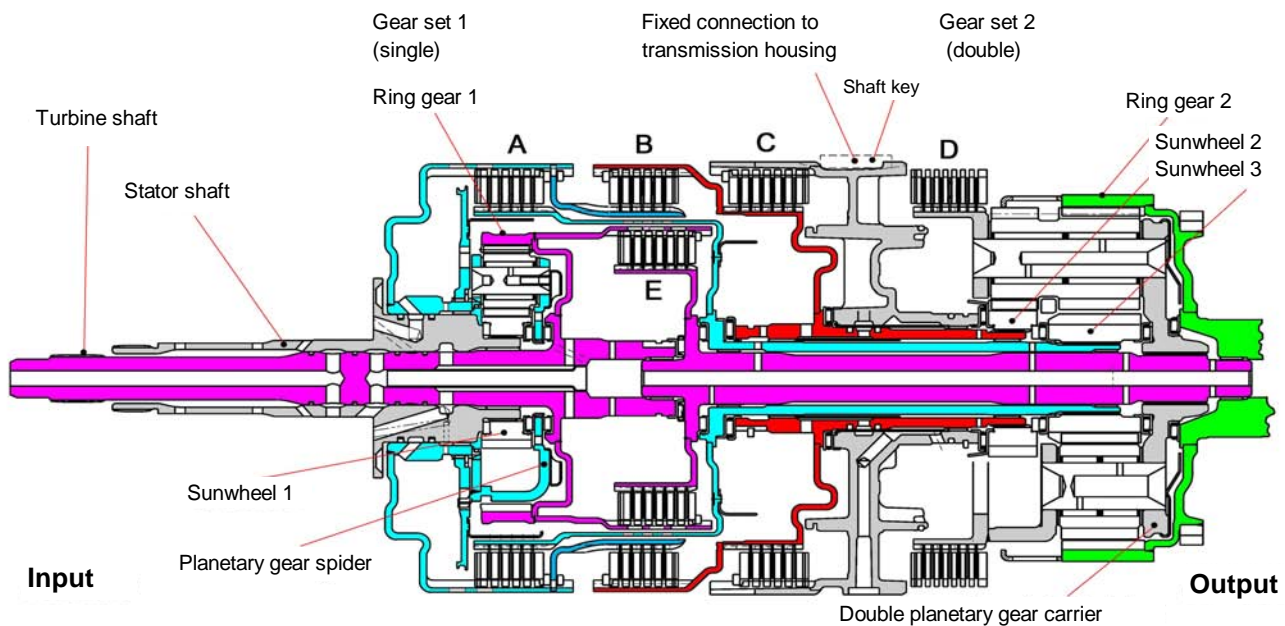 Gear set 1
(single)
Fixed connection to
transmission housing
Gear set 2
(double)
Shaft key
Ring gear 1
Ring gear 2
Turbine shaft
Sunwheel 2
Sunwheel 3
Stator shaft
A
B
C
D
E
Sunwheel 1
Planetary gear spider
Input
Output
Double planetary gear carrier